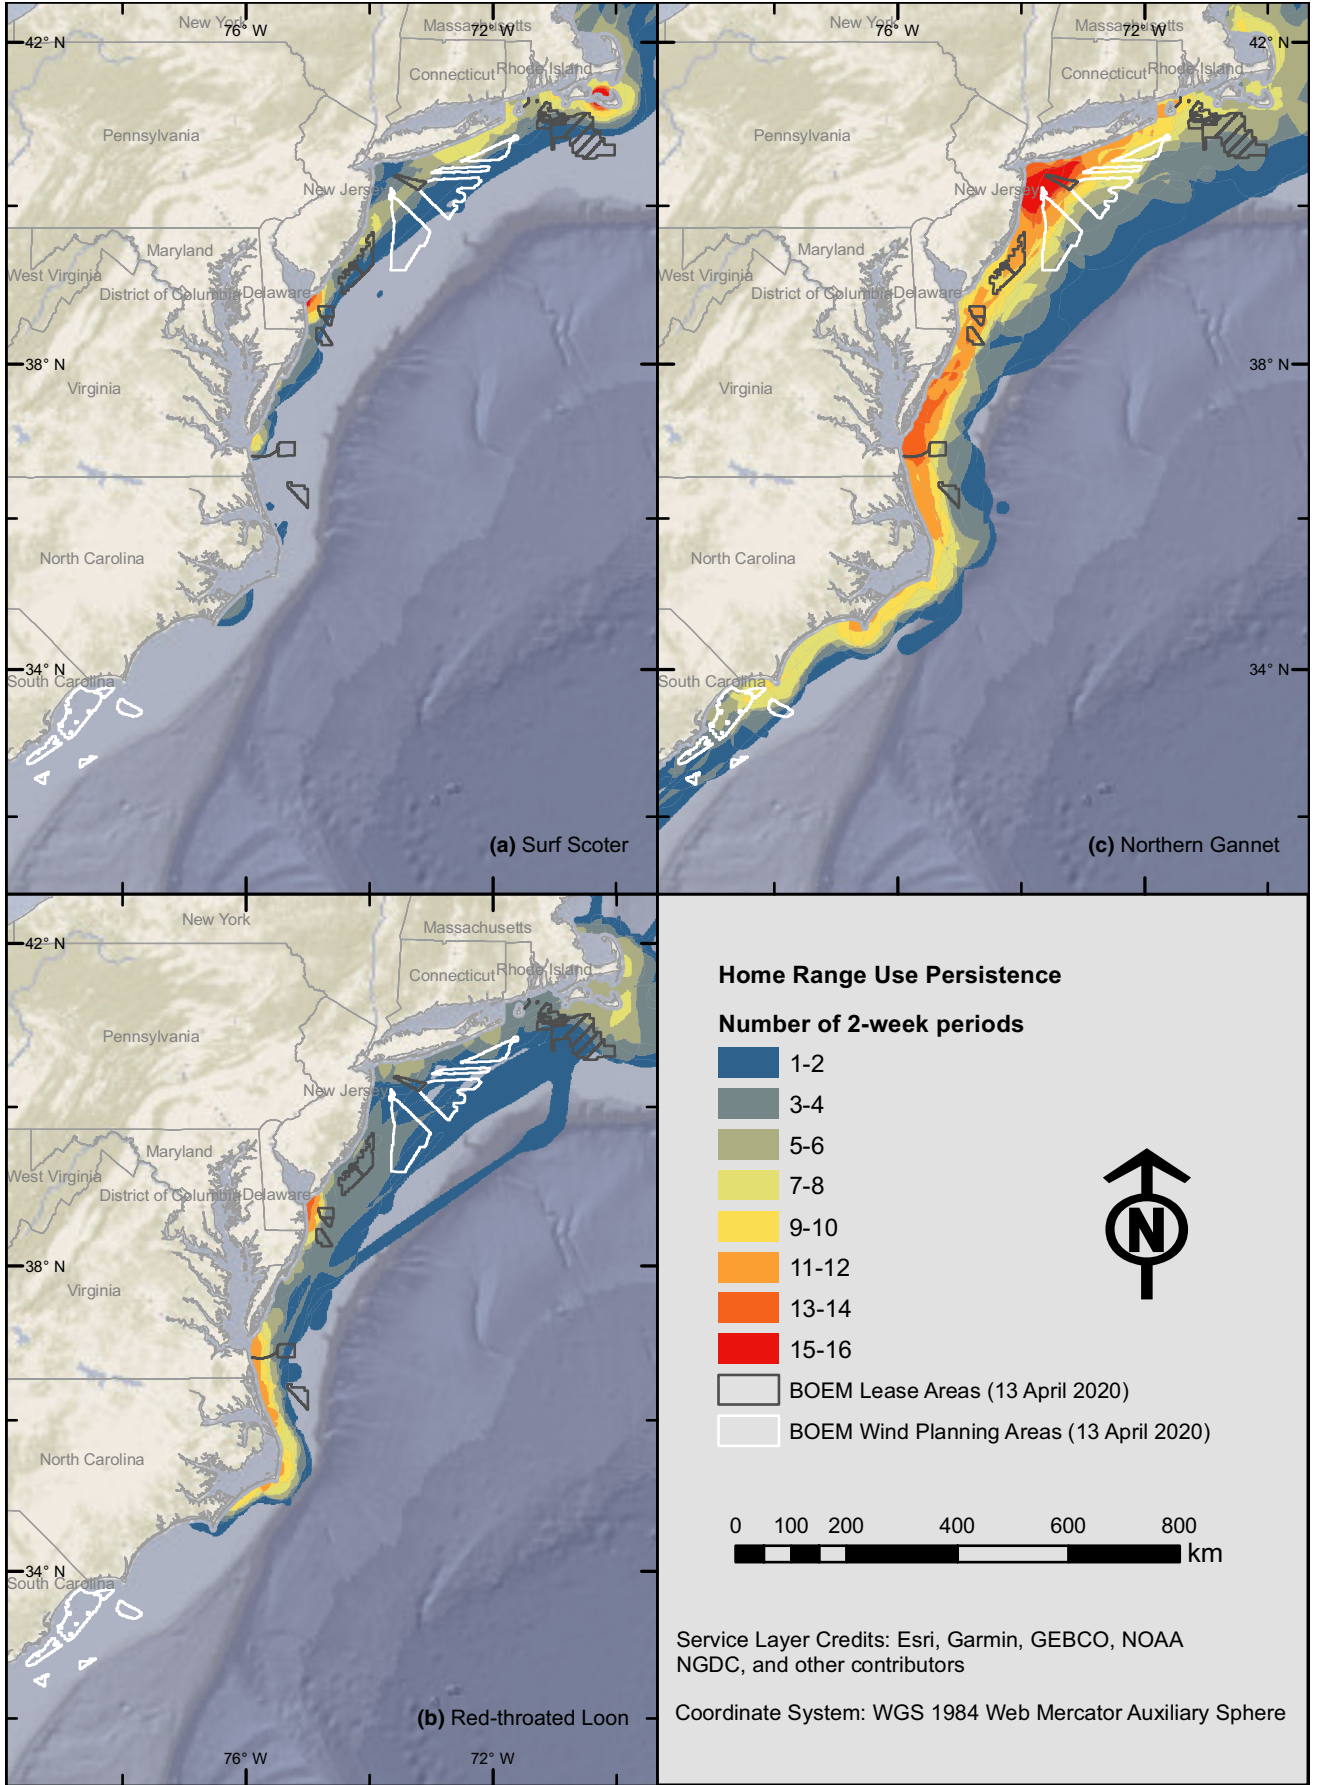 New York
76° W
72° W
Massachusetts
42° N
Connecticut
Rhode Island
Pennsylvania
New Jersey
Maryland
West Virginia
District of Columbia
Delaware
38° N
Virginia
North Carolina
34° N
South Carolina
(a) Surf Scoter
New York
76° W
72° W
Massachusetts
42° N
Connecticut
Rhode Island
Pennsylvania
New Jersey
Maryland
West Virginia
District of Columbia
Delaware
38° N
Virginia
North Carolina
34° N
South Carolina
(c) Northern Gannet
New York
Massachusetts
42° N
Connecticut
Rhode Island
Pennsylvania
New Jersey
Maryland
West Virginia
District of Columbia
Delaware
38° N
Virginia
North Carolina
34° N
South Carolina
(b) Red-throated Loon
76° W
72° W
Home Range Use Persistence
Number of 2-week periods
1-2
3-4
5-6
7-8
9-10
11-12
13-14
15-16
BOEM Lease Areas (13 April 2020)
BOEM Wind Planning Areas (13 April 2020)
N
0 100 200 400 600 800
km
Service Layer Credits: Esri, Garmin, GEBCO, NOAA
NGDC, and other contributors
Coordinate System: WGS 1984 Web Mercator Auxiliary Sphere